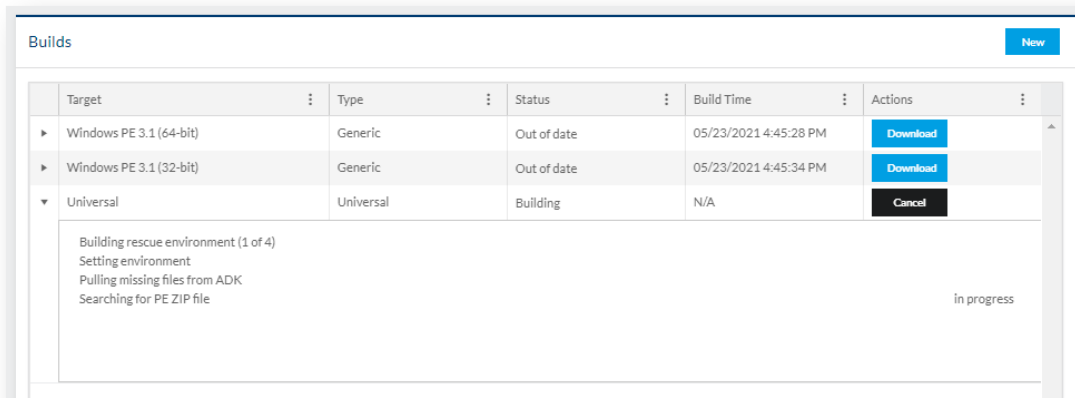 Builds New
Target Type Status Build Time Actions
Windows PE 3.1 (64-bit) Generic Out of date 05/23/2021 4:45:28 PM Download
Windows PE 3.1 (32-bit) Generic Out of date 05/23/2021 4:45:34 PM Download
Universal Universal Building N/A Cancel
Building rescue environment (1 of 4)
Setting environment
Pulling missing files from ADK
Searching for PE ZIP file in progress